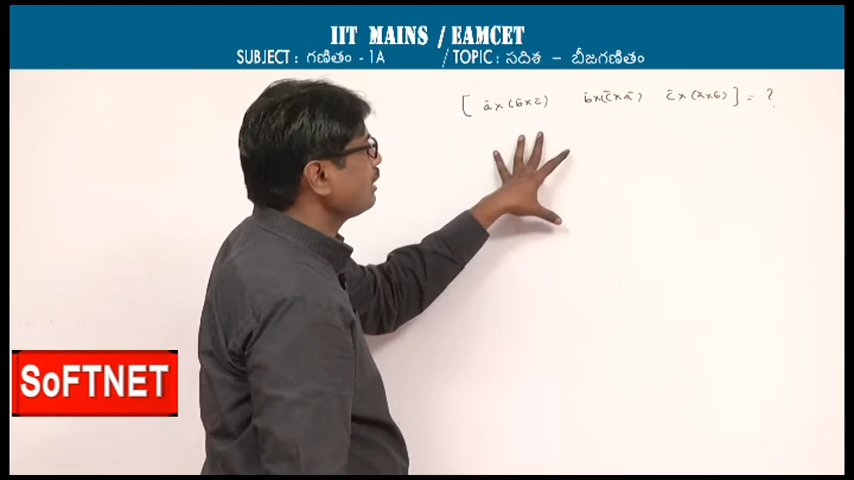 IIT MAINS / EAMCET
SUBJECT : గణితం - 1A / TOPIC : సదిశ – బీజగణితం
[ a̅ × (b̅ × c̅) b̅ × (c̅ × a̅) c̅ × (a̅ × b̅) ] = ?
SoFTNET